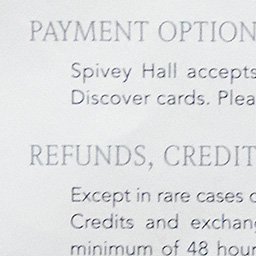 PAYMENT OPTION
Spivey Hall accepts
Discover cards. Plea
REFUNDS, CREDIT
Except in rare cases
Credits and exchan
minimum of 48 hour